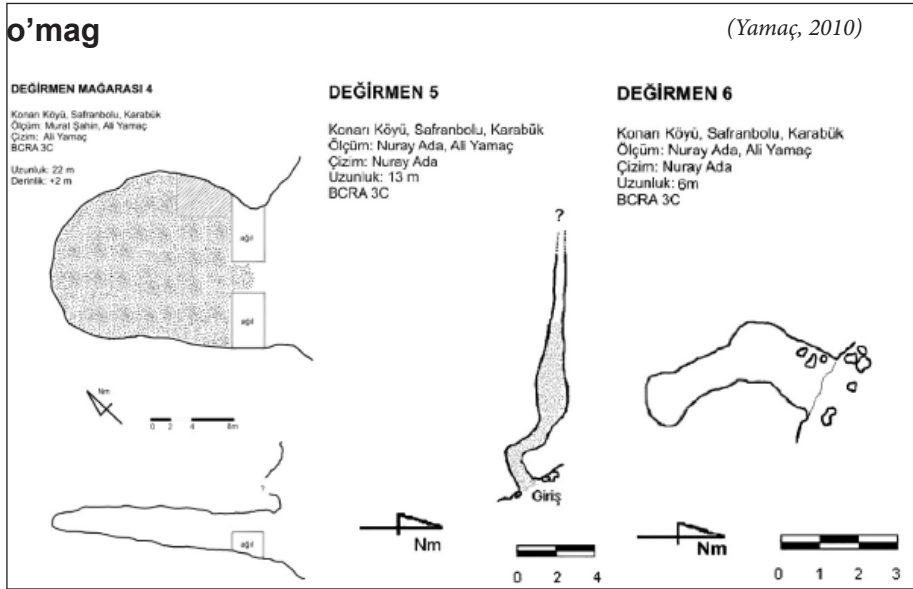 o’mag
(Yamaç, 2010)
DEĞİRMEN MAĞARASI 4
Konarı Köyü, Safranbolu, Karabük
Ölçüm: Murat Şahin, Ali Yamaç
Çizim: Ali Yamaç
BCRA 3C
Uzunluk: 22 m
Derinlik: +2 m
ağıl
ağıl
Nm
0 2 4 8m
?
ağıl
DEĞİRMEN 5
Konarı Köyü, Safranbolu, Karabük
Ölçüm: Nuray Ada, Ali Yamaç
Çizim: Nuray Ada
Uzunluk: 13 m
BCRA 3C
?
Giriş
Nm
0 2 4
DEĞİRMEN 6
Konarı Köyü, Safranbolu, Karabük
Ölçüm: Nuray Ada, Ali Yamaç
Çizim: Nuray Ada
Uzunluk: 6m
BCRA 3C
Nm
0 1 2 3